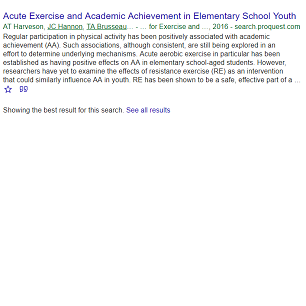 Acute Exercise and Academic Achievement in Elementary School Youth
AT Harveson, JC Hannon, TA Brusseau... - ... for Exercise and ..., 2016 - search.proquest.com
Regular participation in physical activity has been positively associated with academic
achievement (AA). Such associations, although consistent, are still being explored in an
effort to determine underlying mechanisms. Acute aerobic exercise in particular has been
established as having positive effects on AA in elementary school-aged students. However,
researchers have yet to examine the effects of resistance exercise (RE) as an intervention
that could similarly influence AA in youth. RE has been shown to be a safe, effective part of a ...
Showing the best result for this search. See all results